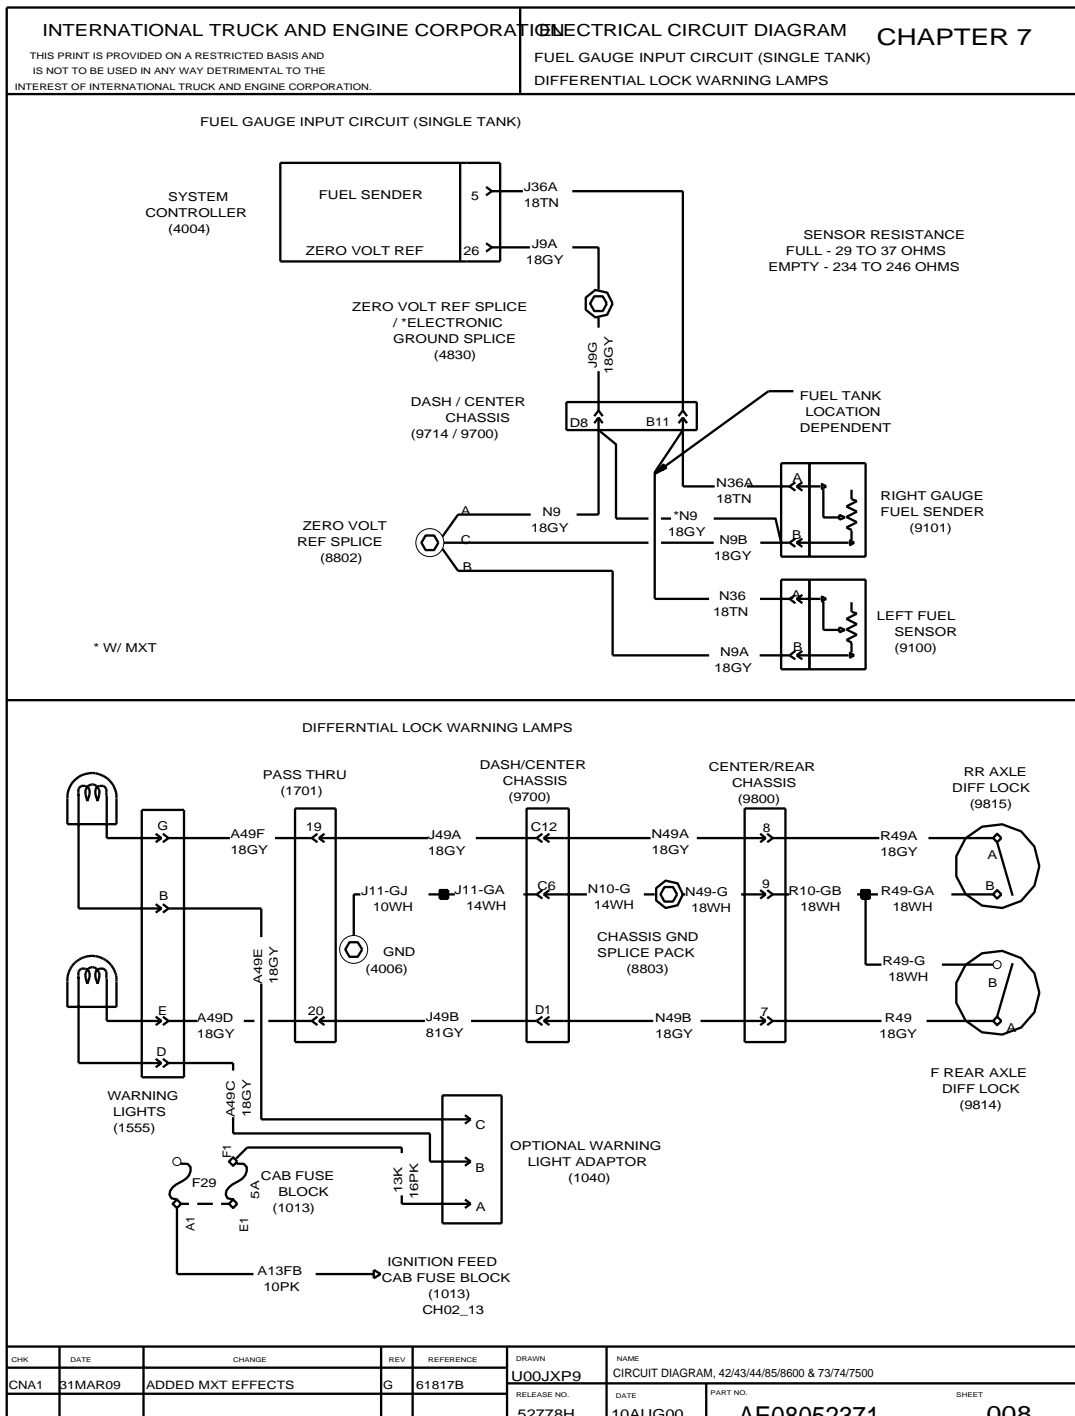 INTERNATIONAL TRUCK AND ENGINE CORPORATION
THIS PRINT IS PROVIDED ON A RESTRICTED BASIS AND
IS NOT TO BE USED IN ANY WAY DETRIMENTAL TO THE
INTEREST OF INTERNATIONAL TRUCK AND ENGINE CORPORATION.
ELECTRICAL CIRCUIT DIAGRAM
FUEL GAUGE INPUT CIRCUIT (SINGLE TANK)
DIFFERENTIAL LOCK WARNING LAMPS
CHAPTER 7
FUEL GAUGE INPUT CIRCUIT (SINGLE TANK)
SYSTEM
CONTROLLER
(4004)
FUEL SENDER
5
ZERO VOLT REF
26
J36A
18TN
J9A
18GY
SENSOR RESISTANCE
FULL - 29 TO 37 OHMS
EMPTY - 234 TO 246 OHMS
ZERO VOLT REF SPLICE
/ *ELECTRONIC
GROUND SPLICE
(4830)
J9G
18GY
DASH / CENTER
CHASSIS
(9714 / 9700)
D8
B11
FUEL TANK
LOCATION
DEPENDENT
N36A
18TN
A
B
RIGHT GAUGE
FUEL SENDER
(9101)
ZERO VOLT
REF SPLICE
(8802)
A
C
B
N9
18GY
*N9
18GY
N9B
18GY
N36
18TN
N9A
18GY
A
B
LEFT FUEL
SENSOR
(9100)
* W/ MXT
DIFFERNTIAL LOCK WARNING LAMPS
PASS THRU
(1701)
DASH/CENTER
CHASSIS
(9700)
CENTER/REAR
CHASSIS
(9800)
RR AXLE
DIFF LOCK
(9815)
G
A49F
18GY
19
J49A
18GY
C12
N49A
18GY
8
R49A
18GY
A
B
B
J11-GJ
10WH
J11-GA
14WH
C6
N10-G
14WH
N49-G
18WH
9
R10-GB
18WH
R49-GA
18WH
GND
(4006)
CHASSIS GND
SPLICE PACK
(8803)
A49E
18GY
R49-G
18WH
B
A
E
A49D
18GY
20
J49B
81GY
D1
N49B
18GY
7
R49
18GY
D
A49C
18GY
WARNING
LIGHTS
(1555)
F REAR AXLE
DIFF LOCK
(9814)
C
B
A
OPTIONAL WARNING
LIGHT ADAPTOR
(1040)
F29
A1
F1
5A
E1
CAB FUSE
BLOCK
(1013)
13K
16PK
A13FB
10PK
IGNITION FEED
CAB FUSE BLOCK
(1013)
CH02_13
CHK DATE CHANGE REV REFERENCE
CNA1 31MAR09 ADDED MXT EFFECTS G 61817B
DRAWN
U00JXP9
NAME
CIRCUIT DIAGRAM, 42/43/44/85/8600 & 73/74/7500
RELEASE NO.
52778H
DATE
10AUG00
PART NO.
AE08052371
SHEET
008